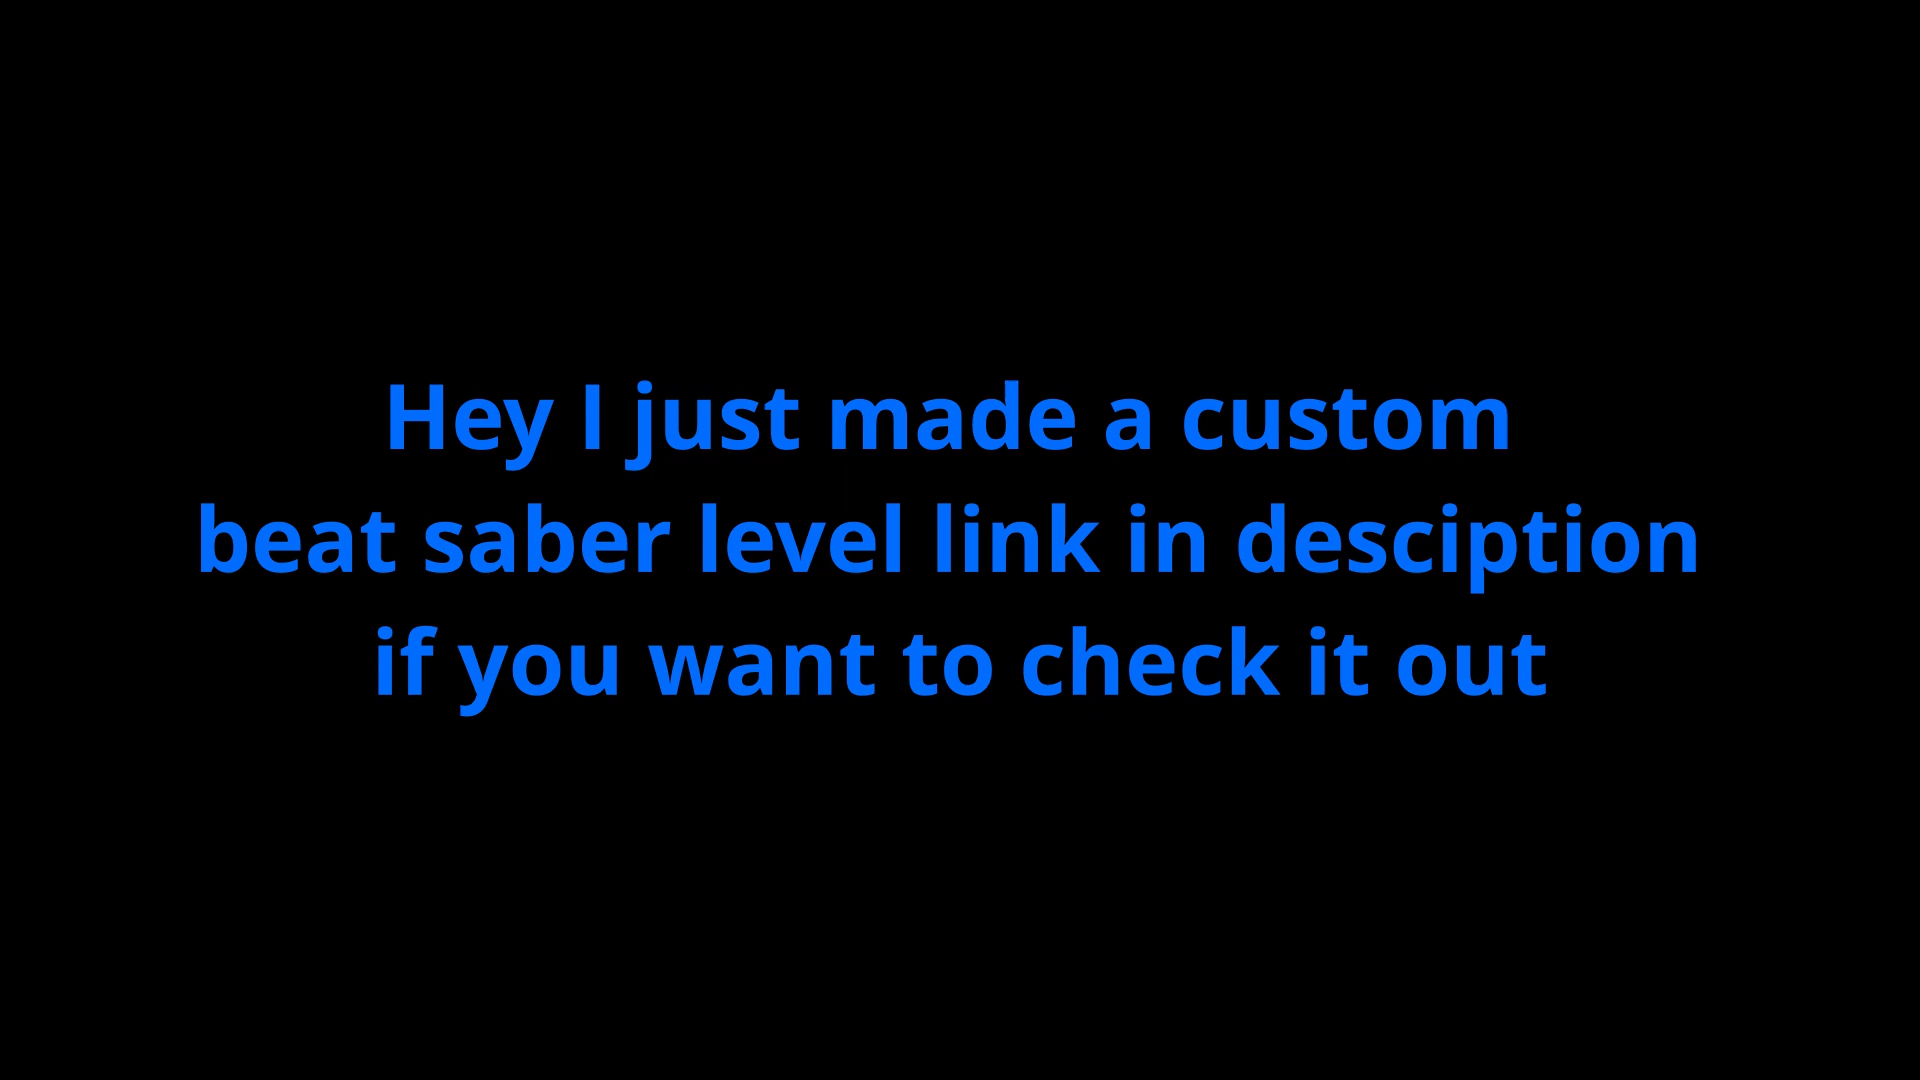 Hey I just made a custom
beat saber level link in desciption
if you want to check it out